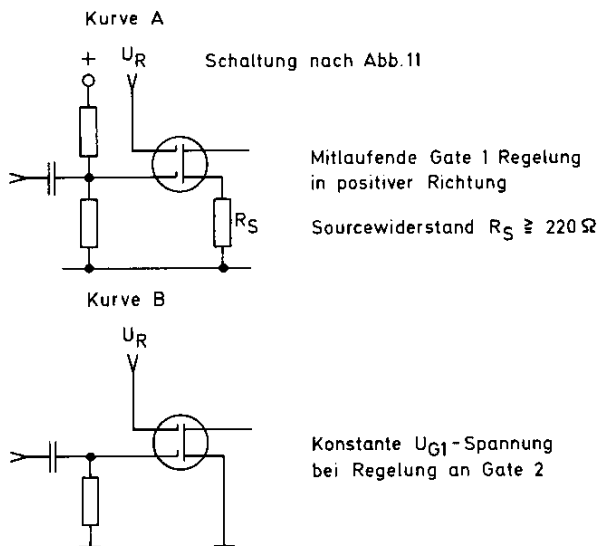 Kurve A
+ U_R Schaltung nach Abb.11
Mitlaufende Gate 1 Regelung
in positiver Richtung
R_S Sourcewiderstand R_S ≧ 220 Ω
Kurve B
U_R
Konstante U_G1-Spannung
bei Regelung an Gate 2